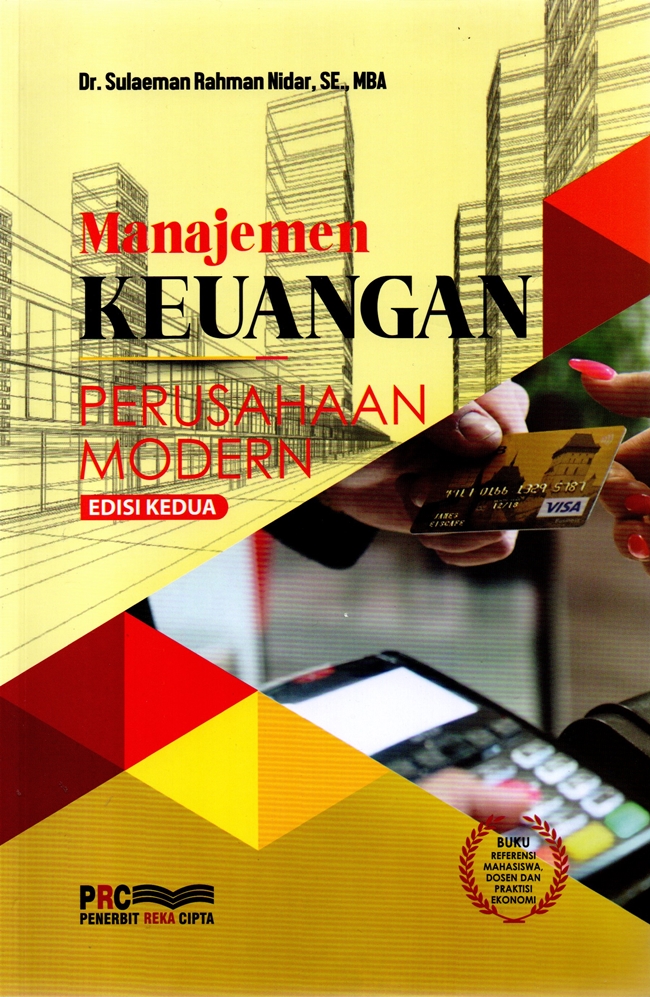 Dr. Sulaeman Rahman Nidar, SE., MBA
Manajemen
KEUANGAN
PERUSAHAAN
MODERN
EDISI KEDUA
VISA
BUKU
REFERENSI
MAHASISWA,
DOSEN DAN
PRAKTISI
EKONOMI
PRC
PENERBIT REKA CIPTA